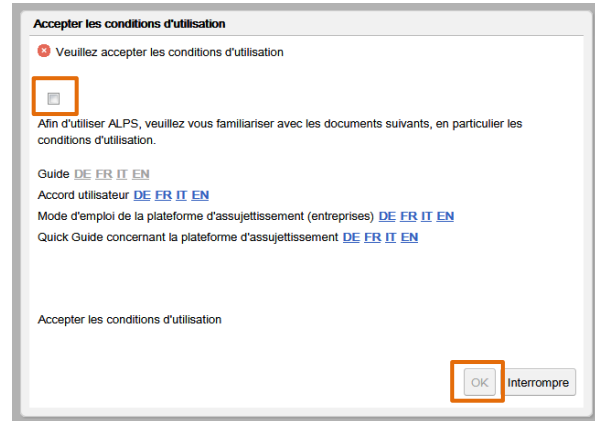 Accepter les conditions d'utilisation
Veuillez accepter les conditions d'utilisation
Afin d'utiliser ALPS, veuillez vous familiariser avec les documents suivants, en particulier les
conditions d'utilisation.
Guide DE FR IT EN
Accord utilisateur DE FR IT EN
Mode d'emploi de la plateforme d'assujettissement (entreprises) DE FR IT EN
Quick Guide concernant la plateforme d'assujettissement DE FR IT EN
Accepter les conditions d'utilisation
OK Interrompre